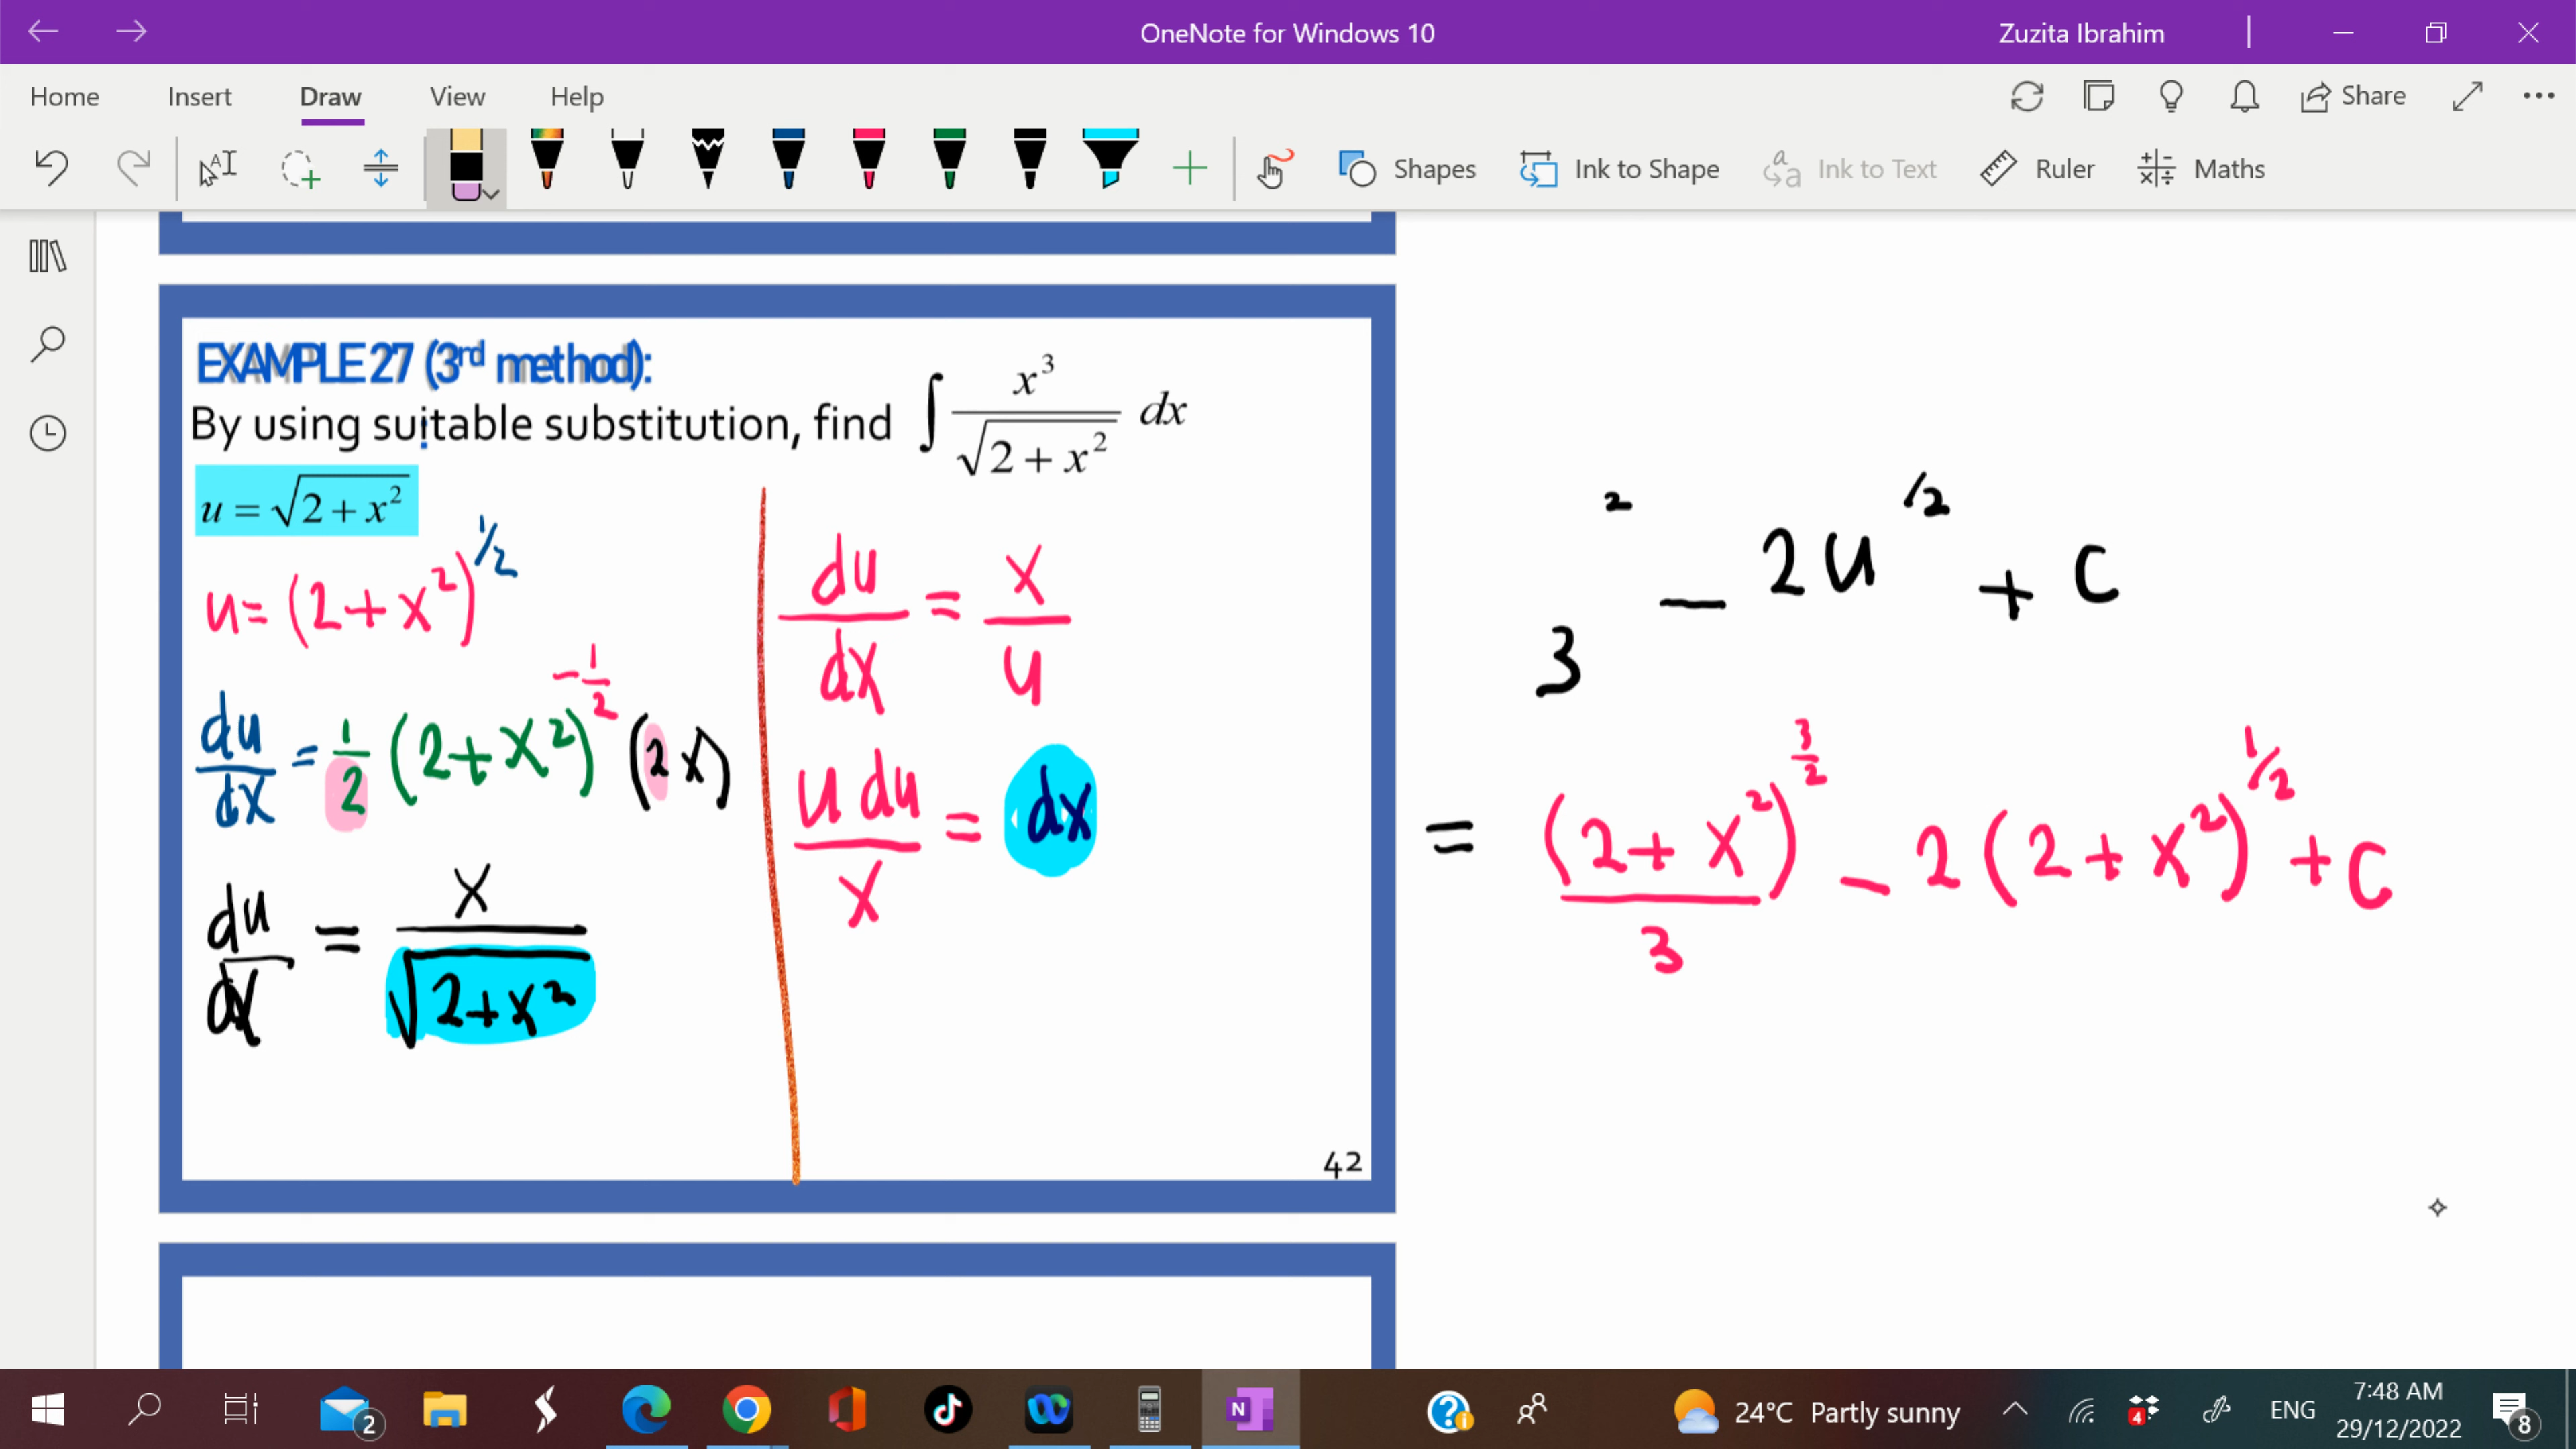 OneNote for Windows 10
Zuzita Ibrahim
Home Insert Draw View Help
Share
Shapes Ink to Shape Ink to Text Ruler Maths
EXAMPLE 27 (3rd method):
By using suitable substitution, find ∫ x³/√(2 + x²) dx
u = √(2 + x²)
u = (2 + x²)^1/2
du/dx = 1/2 (2 + x²)^-1/2 (2x)
du/dx = x/√(2 + x²)
du/dx = x/u
u du/x = dx
42
2
3 − 2u^1/2 + C
= (2 + x²)^3/2 / 3 − 2 (2 + x²)^1/2 + C
2
24°C Partly sunny
4
ENG
7:48 AM
29/12/2022
8